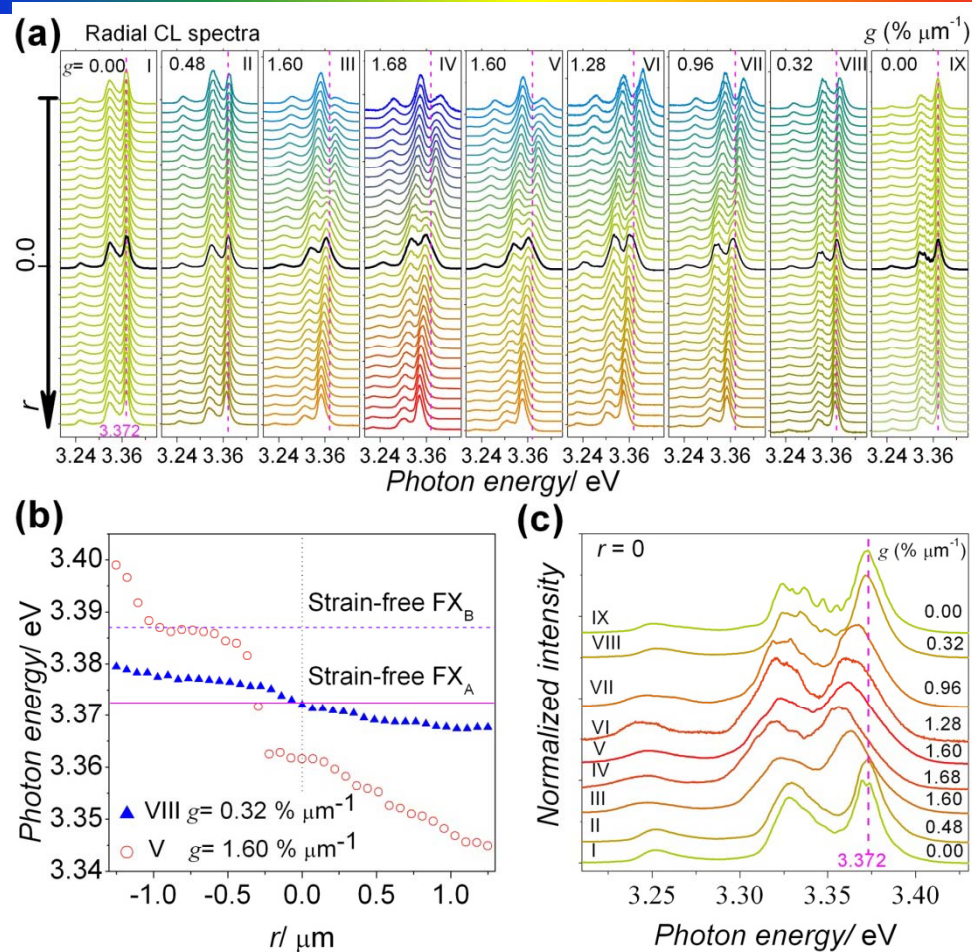 (a)
Radial CL spectra
g (% μm⁻¹)
g= 0.00 I
0.48 II
1.60 III
1.68 IV
1.60 V
1.28 VI
0.96 VII
0.32 VIII
0.00 IX
0.0
r
3.372
3.24 3.36 3.24 3.36 3.24 3.36 3.24 3.36 3.24 3.36 3.24 3.36 3.24 3.36 3.24 3.36 3.24 3.36
Photon energy/ eV
(b)
Photon energy/ eV
3.40
3.39
3.38
3.37
3.36
3.35
3.34
Strain-free FX_B
Strain-free FX_A
VIII g= 0.32 % μm⁻¹
V g= 1.60 % μm⁻¹
-1.0 -0.5 0.0 0.5 1.0
r/ μm
(c)
Normalized intensity
r = 0
g (% μm⁻¹)
IX 0.00
VIII 0.32
VII 0.96
VI 1.28
V 1.60
IV 1.68
III 1.60
II 0.48
I 0.00
3.372
3.25 3.30 3.35 3.40
Photon energy/ eV